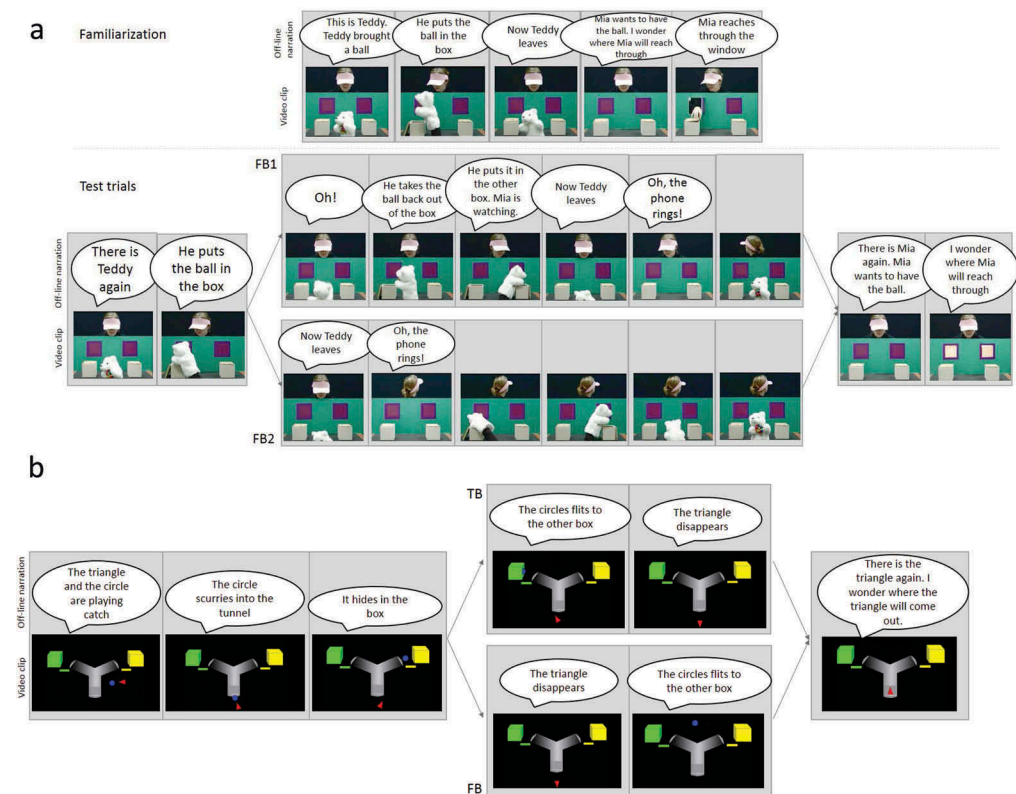 a
Familiarization
Off-line
narration
Video clip
This is Teddy.
Teddy brought
a ball
He puts the
ball in the
box
Now Teddy
leaves
Mia wants to have
the ball. I wonder
where Mia will reach
through
Mia reaches
through the
window
Test trials
FB1
Off-line narration
Video clip
There is
Teddy
again
He puts
the ball in
the box
Oh!
He takes the
ball back out
of the box
He puts it in
the other
box. Mia is
watching.
Now Teddy
leaves
Oh, the
phone
rings!
Now Teddy
leaves
Oh, the
phone
rings!
FB2
There is Mia
again. Mia
wants to have
the ball.
I wonder
where Mia
will reach
through
b
Off-line narration
Video clip
The triangle
and the circle
are playing
catch
The circle
scurries into the
tunnel
It hides in the
box
TB
The circles flits to
the other box
The triangle
disappears
The triangle
disappears
The circles flits to
the other box
FB
There is the
triangle again. I
wonder where the
triangle will come
out.